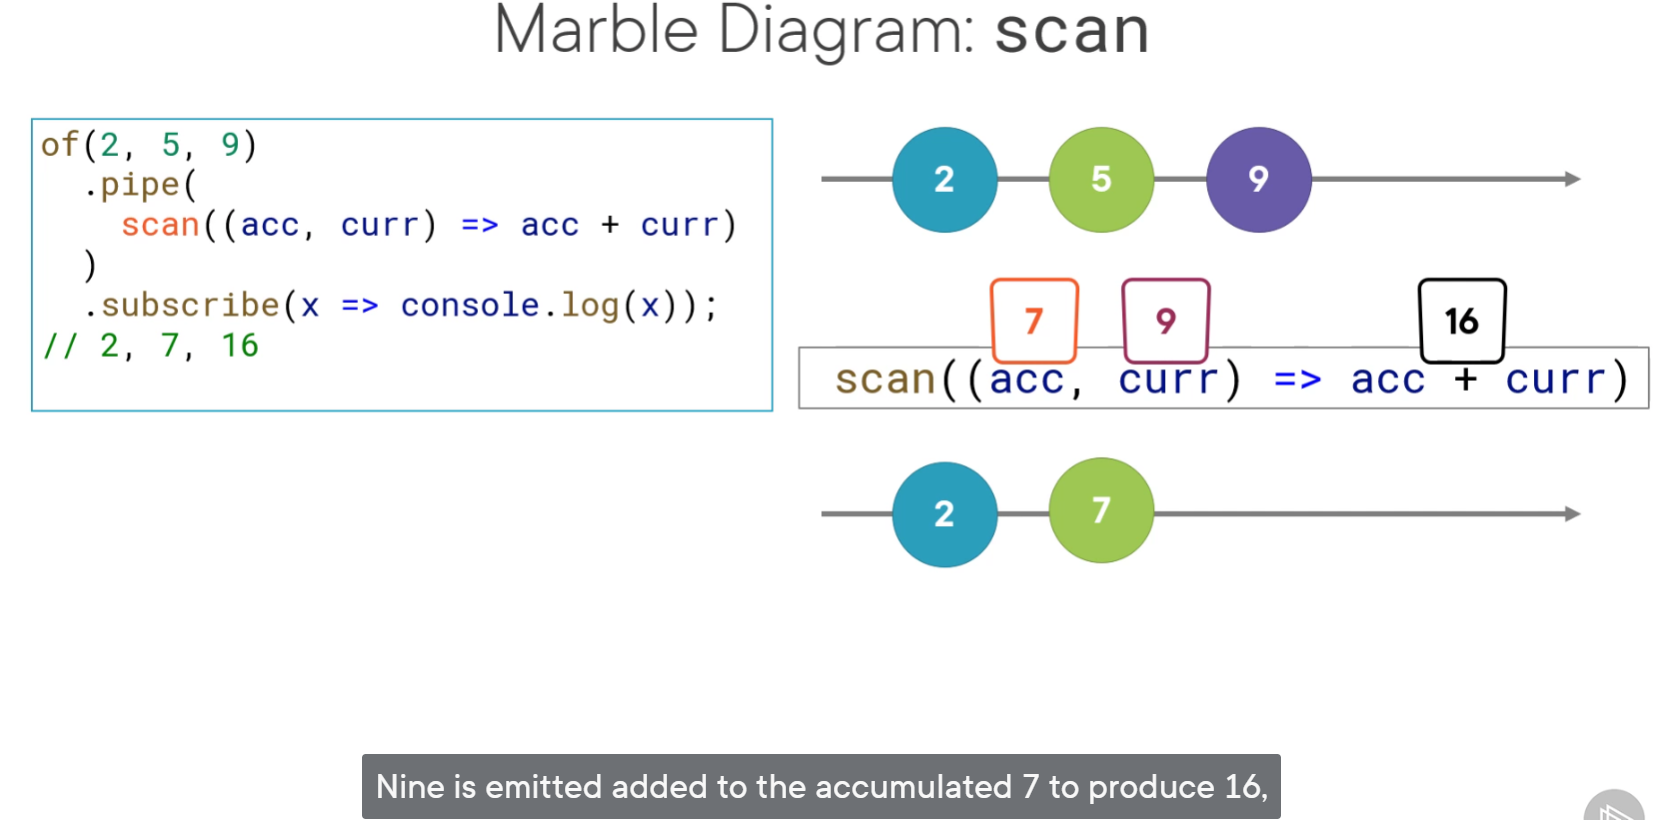 Marble Diagram: scan
of(2, 5, 9)
.pipe(
scan((acc, curr) => acc + curr)
)
.subscribe(x => console.log(x));
// 2, 7, 16
2 5 9
7 9 16
scan((acc, curr) => acc + curr)
2 7
Nine is emitted added to the accumulated 7 to produce 16,